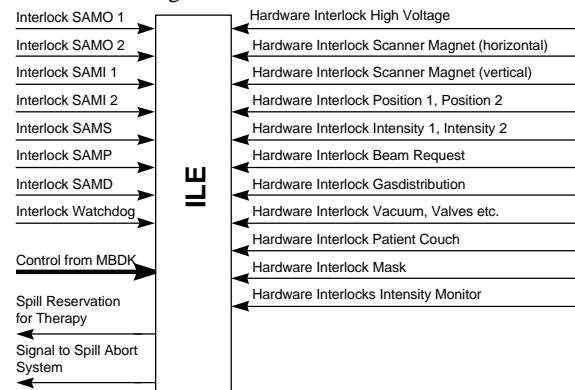 Interlock SAMO 1
Interlock SAMO 2
Interlock SAMI 1
Interlock SAMI 2
Interlock SAMS
Interlock SAMP
Interlock SAMD
Interlock Watchdog
Control from MBDK
Spill Reservation
for Therapy
Signal to Spill Abort
System
ILE
Hardware Interlock High Voltage
Hardware Interlock Scanner Magnet (horizontal)
Hardware Interlock Scanner Magnet (vertical)
Hardware Interlock Position 1, Position 2
Hardware Interlock Intensity 1, Intensity 2
Hardware Interlock Beam Request
Hardware Interlock Gasdistribution
Hardware Interlock Vacuum, Valves etc.
Hardware Interlock Patient Couch
Hardware Interlock Mask
Hardware Interlocks Intensity Monitor